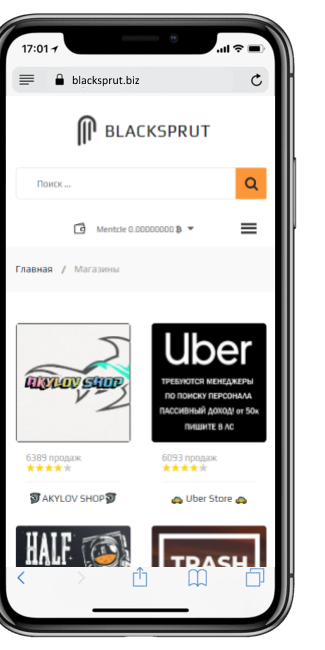 17:01
blacksprut.biz
BLACKSPRUT
Поиск ...
Mentcle 0.00000000 ฿
Главная / Магазины
AKYLOV SHOP
Uber
ТРЕБУЮТСЯ МЕНЕДЖЕРЫ
ПО ПОИСКУ ПЕРСОНАЛА
ПАССИВНЫЙ ДОХОД! от 50к
ПИШИТЕ В ЛС
6389 продаж
6093 продаж
AKYLOV SHOP
Uber Store
HALF
TRASH